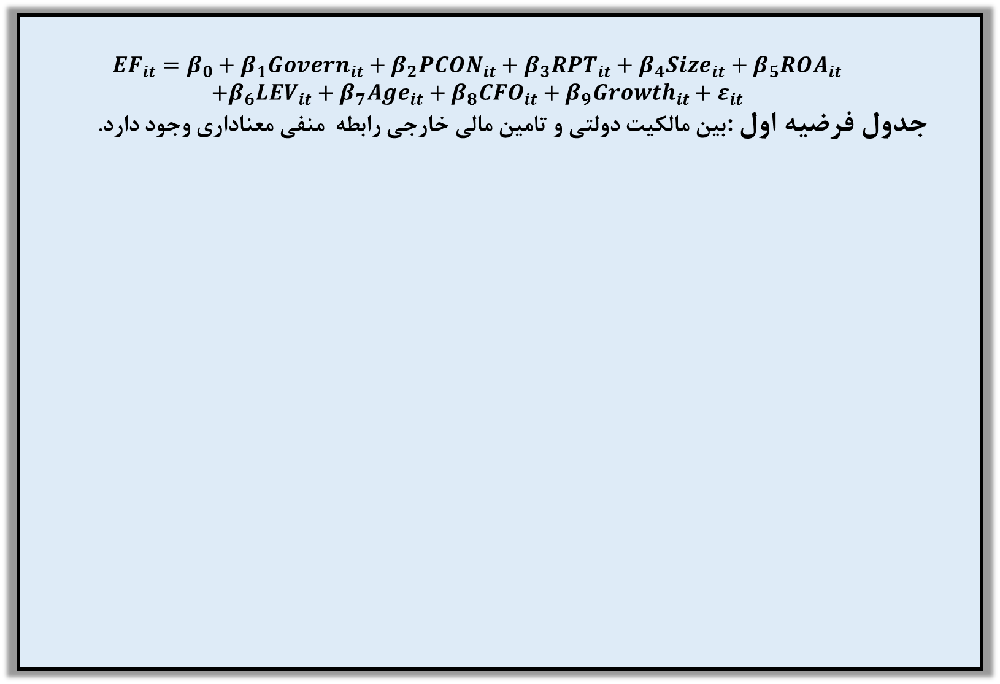 EF_it = β_0 + β_1Govern_it + β_2PCON_it + β_3RPT_it + β_4Size_it + β_5ROA_it
+β_6LEV_it + β_7Age_it + β_8CFO_it + β_9Growth_it + ε_it
جدول فرضیه اول :بین مالکیت دولتی و تامین مالی خارجی رابطه منفی معناداری وجود دارد.